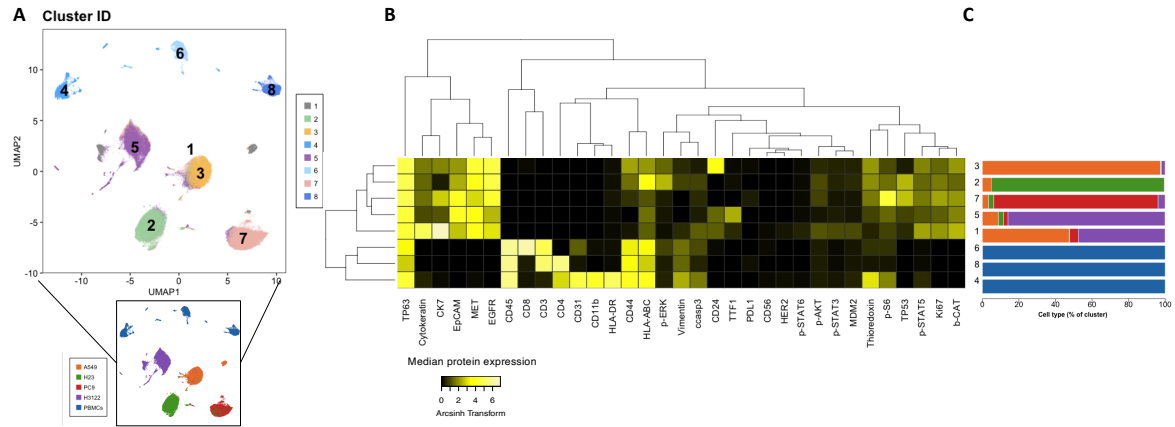 A
Cluster ID
UMAP2
10
5
0
-5
-10
-10
-5
0
5
10
UMAP1
1
2
3
4
5
6
7
8
1
2
3
4
5
6
7
8
A549
H23
PC9
H3122
PBMCs
B
TP63
Cytokeratin
CK7
EpCAM
MET
EGFR
CD45
CD8
CD3
CD4
CD31
CD11b
HLA-DR
CD44
HLA-ABC
p-ERK
Vimentin
ccasp3
CD24
TTF1
PDL1
CD56
HER2
p-STAT6
p-AKT
p-STAT3
MDM2
Thioredoxin
p-S6
TP53
p-STAT5
Ki67
b-CAT
Median protein expression
0 2 4 6
Arcsinh Transform
C
3
2
7
5
1
6
8
4
0 20 40 60 80 100
Cell type (% of cluster)